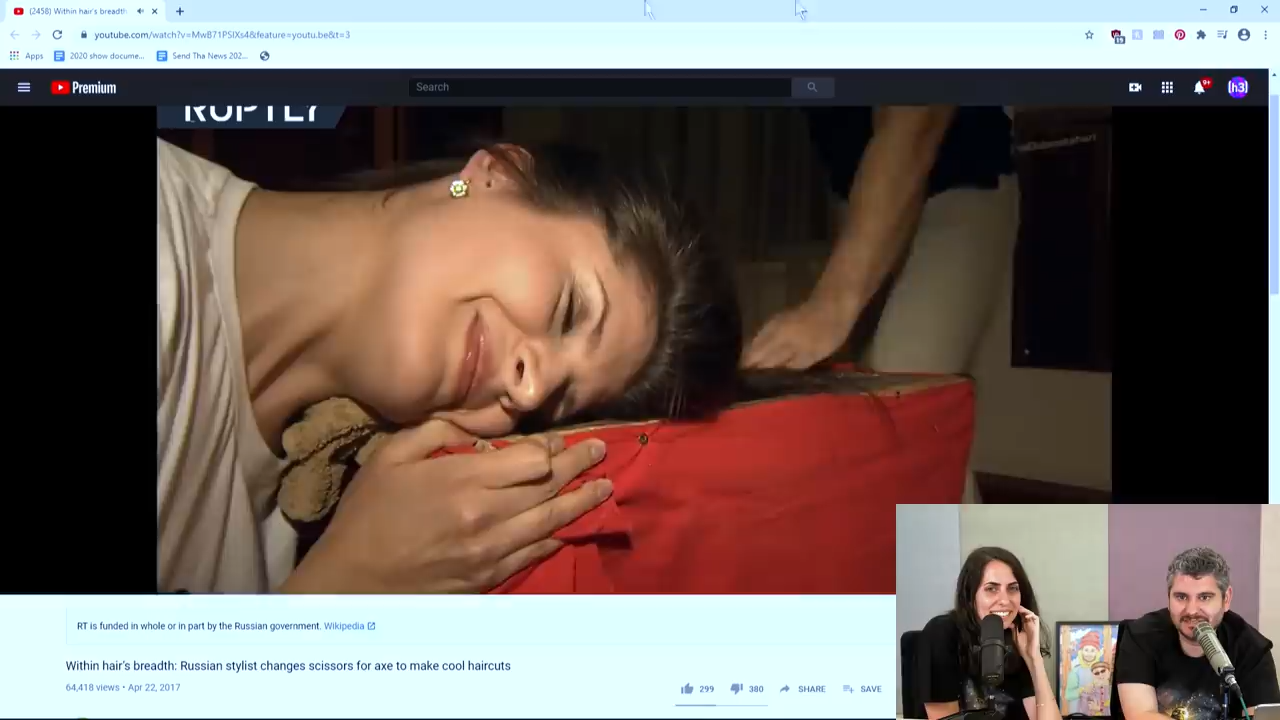 (2458) Within hair's breadth
youtube.com/watch?v=MwB71PSlXs4&feature=youtu.be&t=3
Apps 2020 show docume... Send Tha News 202...
Premium
Search
9+
(h3)
RUPTLY
RT is funded in whole or in part by the Russian government. Wikipedia
Within hair's breadth: Russian stylist changes scissors for axe to make cool haircuts
64,418 views • Apr 22, 2017
299 380 SHARE SAVE